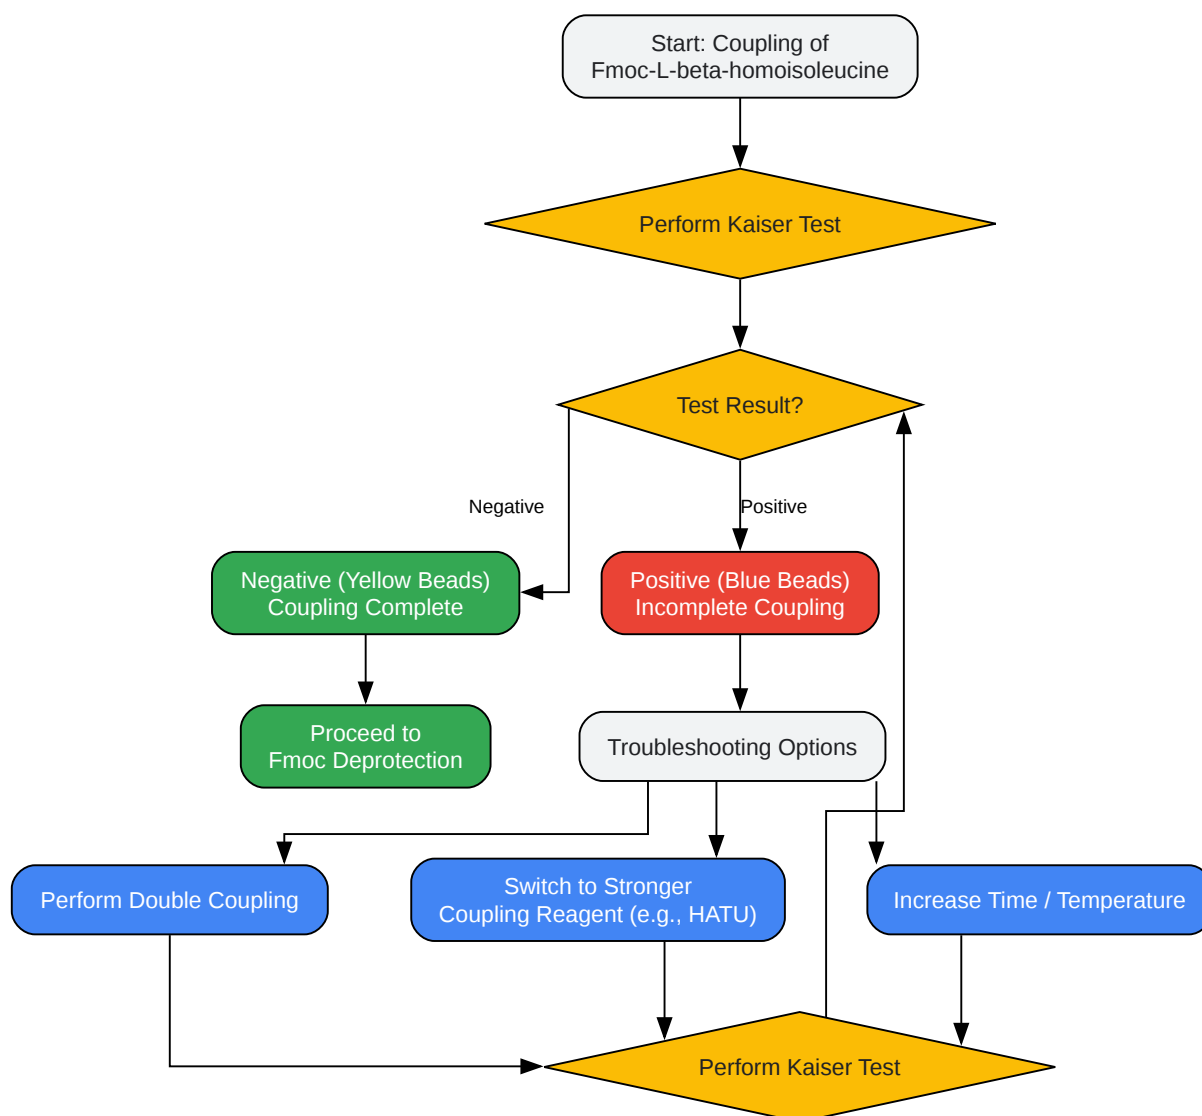 Start: Coupling of
Fmoc-L-beta-homoisoleucine
Perform Kaiser Test
Test Result?
Negative
Positive
Negative (Yellow Beads)
Coupling Complete
Positive (Blue Beads)
Incomplete Coupling
Proceed to
Fmoc Deprotection
Troubleshooting Options
Perform Double Coupling
Switch to Stronger
Coupling Reagent (e.g., HATU)
Increase Time / Temperature
Perform Kaiser Test